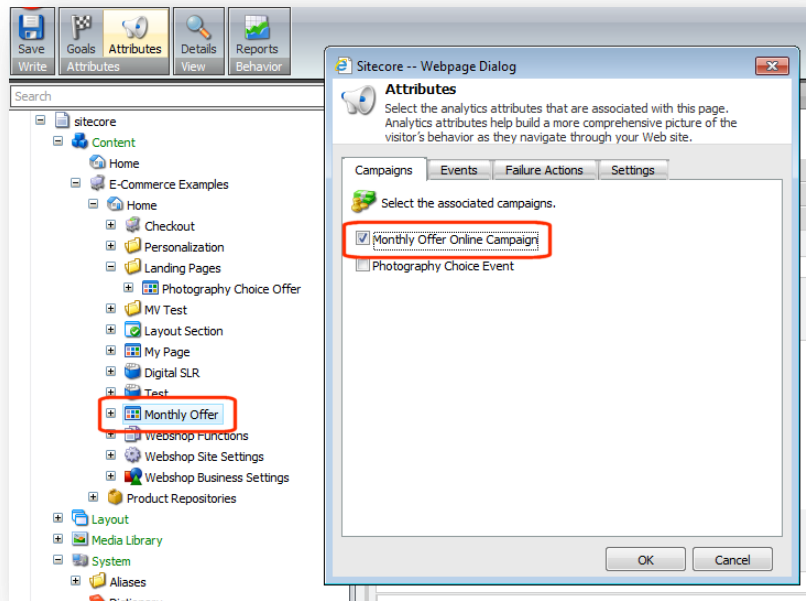 Save
Goals
Attributes
Details
Reports
Write
Attributes
View
Behavior
Search
sitecore
Content
Home
E-Commerce Examples
Home
Checkout
Personalization
Landing Pages
Photography Choice Offer
MV Test
Layout Section
My Page
Digital SLR
Test
Monthly Offer
Webshop Functions
Webshop Site Settings
Webshop Business Settings
Product Repositories
Layout
Media Library
System
Aliases
Dictionary
Sitecore -- Webpage Dialog
Attributes
Select the analytics attributes that are associated with this page.
Analytics attributes help build a more comprehensive picture of the
visitor's behavior as they navigate through your Web site.
Campaigns
Events
Failure Actions
Settings
Select the associated campaigns.
Monthly Offer Online Campaign
Photography Choice Event
OK
Cancel